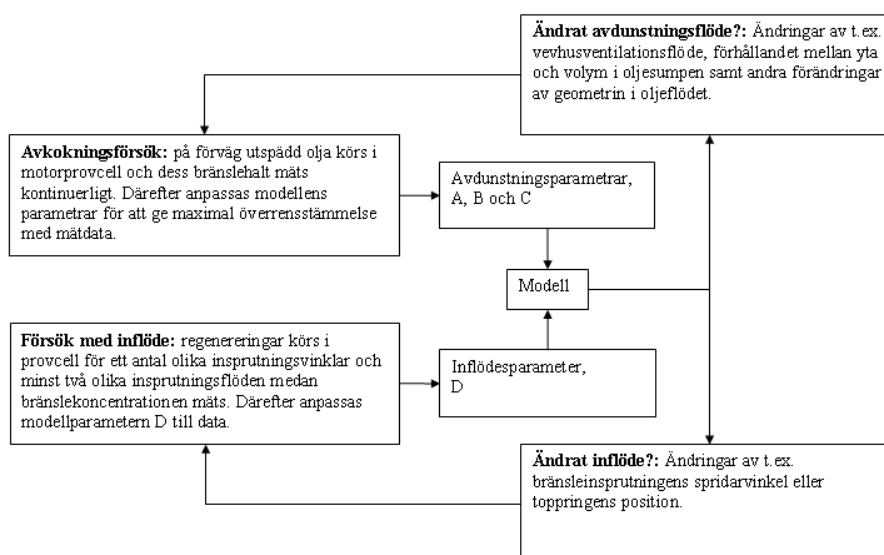 Ändrat avdunstningsflöde?: Ändringar av t.ex.
vevhusventilationsflöde, förhållandet mellan yta
och volym i oljesumpen samt andra förändringar
av geometrin i oljeflödet.
Avkokningsförsök: på förväg utspädd olja körs i
motorprovcell och dess bränslehalt mäts
kontinuerligt. Därefter anpassas modellens
parametrar för att ge maximal överrensstämmelse
med mätdata.
Avdunstningsparametrar,
A, B och C
Modell
Försök med inflöde: regenereringar körs i
provcell för ett antal olika insprutningsvinklar och
minst två olika insprutningsflöden medan
bränslekoncentrationen mäts. Därefter anpassas
modellparametern D till data.
Inflödesparameter,
D
Ändrat inflöde?: Ändringar av t.ex.
bränsleinsprutningens spridarvinkel eller
toppringens position.